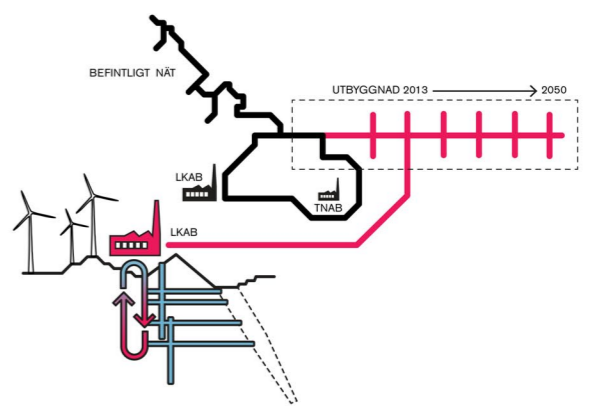 BEFINTLIGT NÄT
UTBYGGNAD 2013
2050
LKAB
TNAB
LKAB